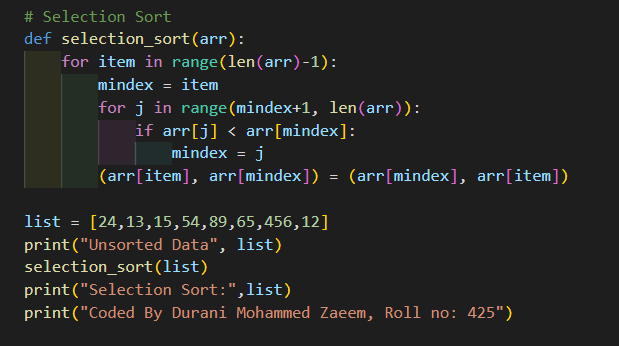 # Selection Sort
def selection_sort(arr):
    for item in range(len(arr)-1):
        mindex = item
        for j in range(mindex+1, len(arr)):
            if arr[j] < arr[mindex]:
                mindex = j
        (arr[item], arr[mindex]) = (arr[mindex], arr[item])

list = [24,13,15,54,89,65,456,12]
print("Unsorted Data", list)
selection_sort(list)
print("Selection Sort:",list)
print("Coded By Durani Mohammed Zaeem, Roll no: 425")